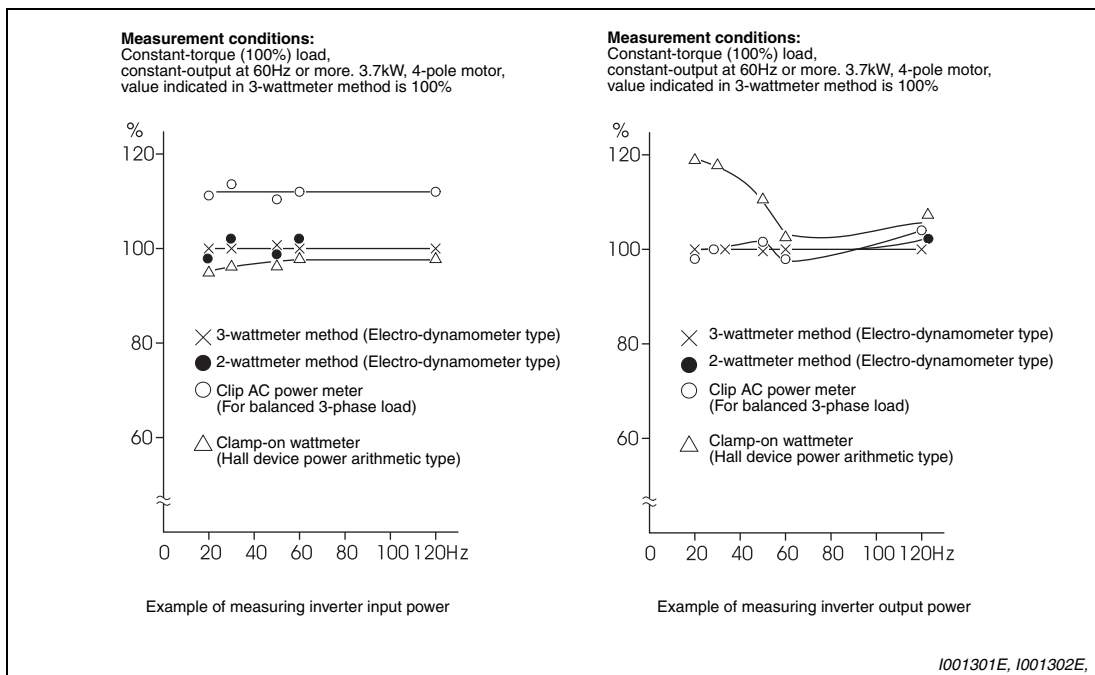 Measurement conditions:
Constant-torque (100%) load,
constant-output at 60Hz or more. 3.7kW, 4-pole motor,
value indicated in 3-wattmeter method is 100%
%
120
100
80
60
× 3-wattmeter method (Electro-dynamometer type)
● 2-wattmeter method (Electro-dynamometer type)
○ Clip AC power meter
(For balanced 3-phase load)
△ Clamp-on wattmeter
(Hall device power arithmetic type)
0 20 40 60 80 100 120Hz
Example of measuring inverter input power
Measurement conditions:
Constant-torque (100%) load,
constant-output at 60Hz or more. 3.7kW, 4-pole motor,
value indicated in 3-wattmeter method is 100%
%
120
100
80
60
× 3-wattmeter method (Electro-dynamometer type)
● 2-wattmeter method (Electro-dynamometer type)
○ Clip AC power meter
(For balanced 3-phase load)
△ Clamp-on wattmeter
(Hall device power arithmetic type)
0 20 40 60 80 100 120Hz
Example of measuring inverter output power
I001301E, I001302E,